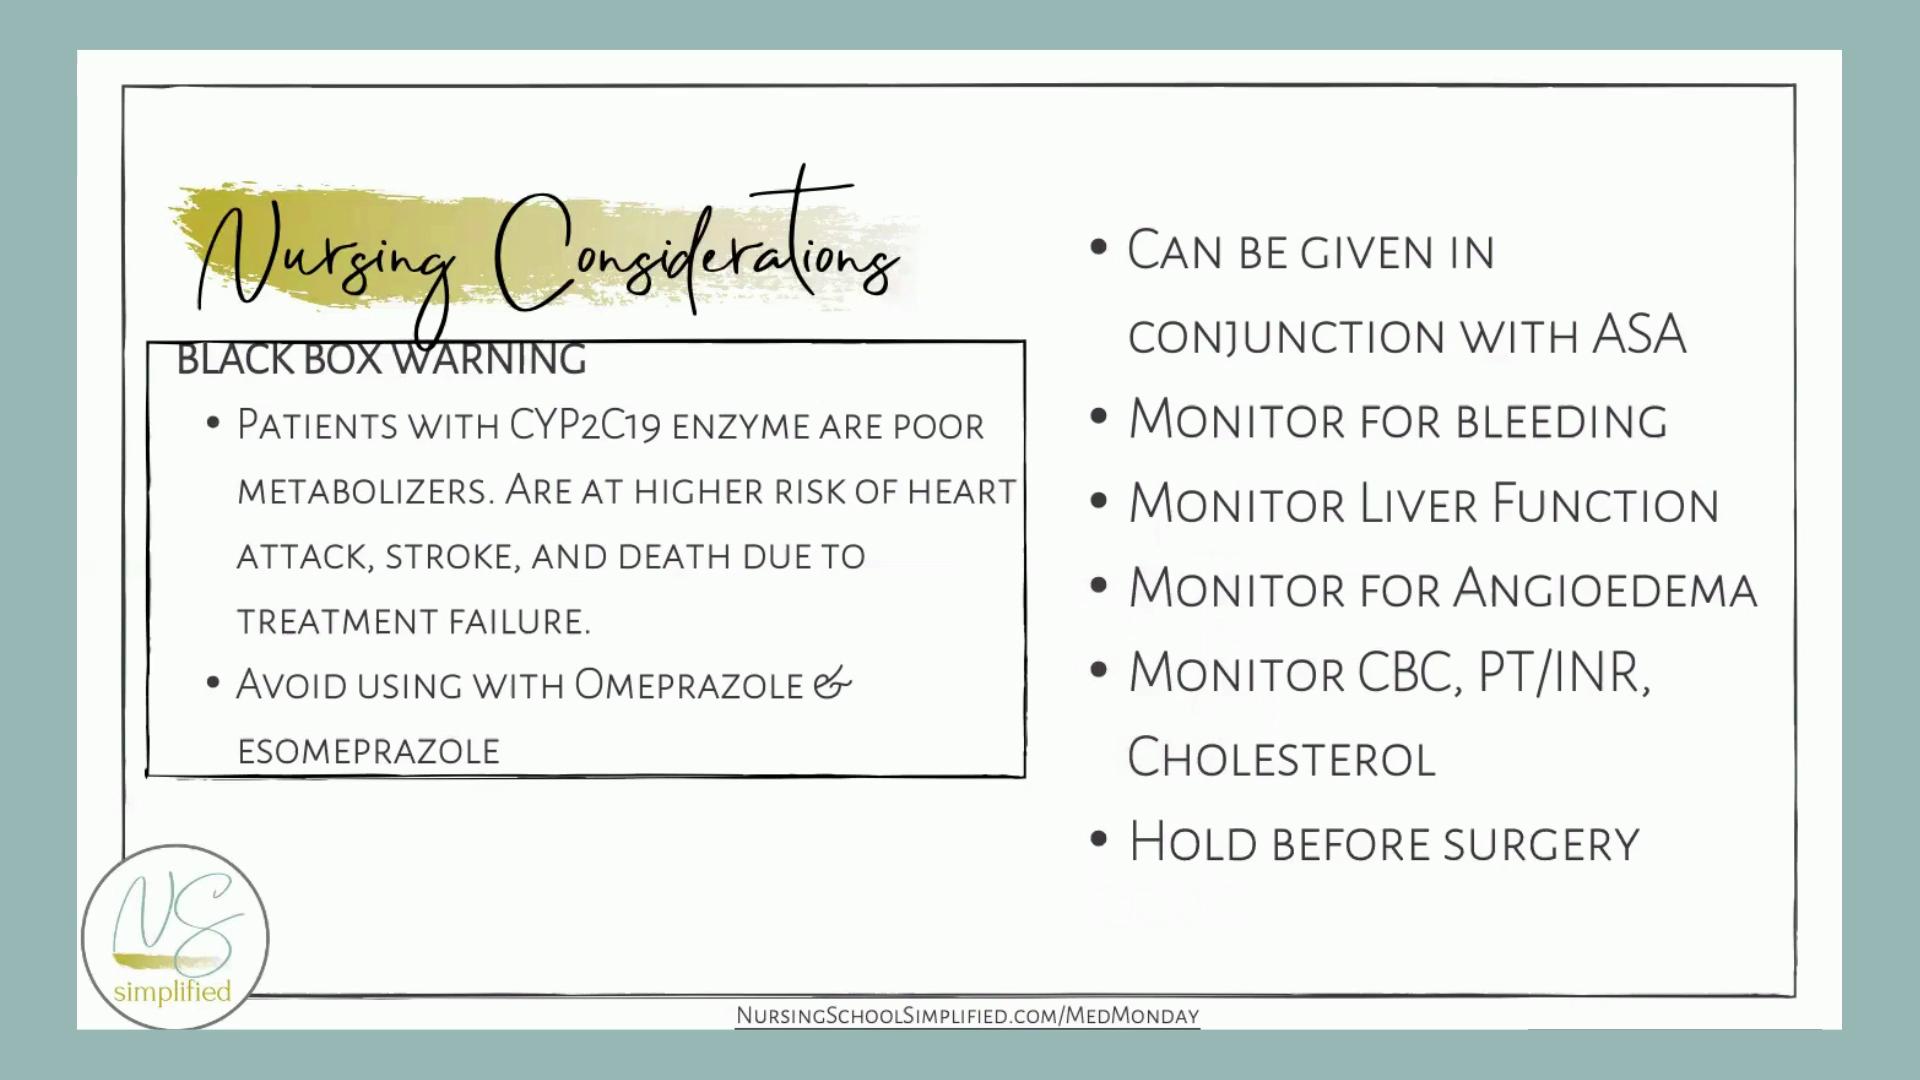 Nursing Considerations
BLACK BOX WARNING
• Patients with CYP2C19 enzyme are poor
metabolizers. Are at higher risk of heart
attack, stroke, and death due to
treatment failure.
• Avoid using with Omeprazole &
esomeprazole
• Can be given in
conjunction with ASA
• Monitor for bleeding
• Monitor Liver Function
• Monitor for Angioedema
• Monitor CBC, PT/INR,
Cholesterol
• Hold before surgery
NS
simplified
NursingSchoolSimplified.com/MedMonday